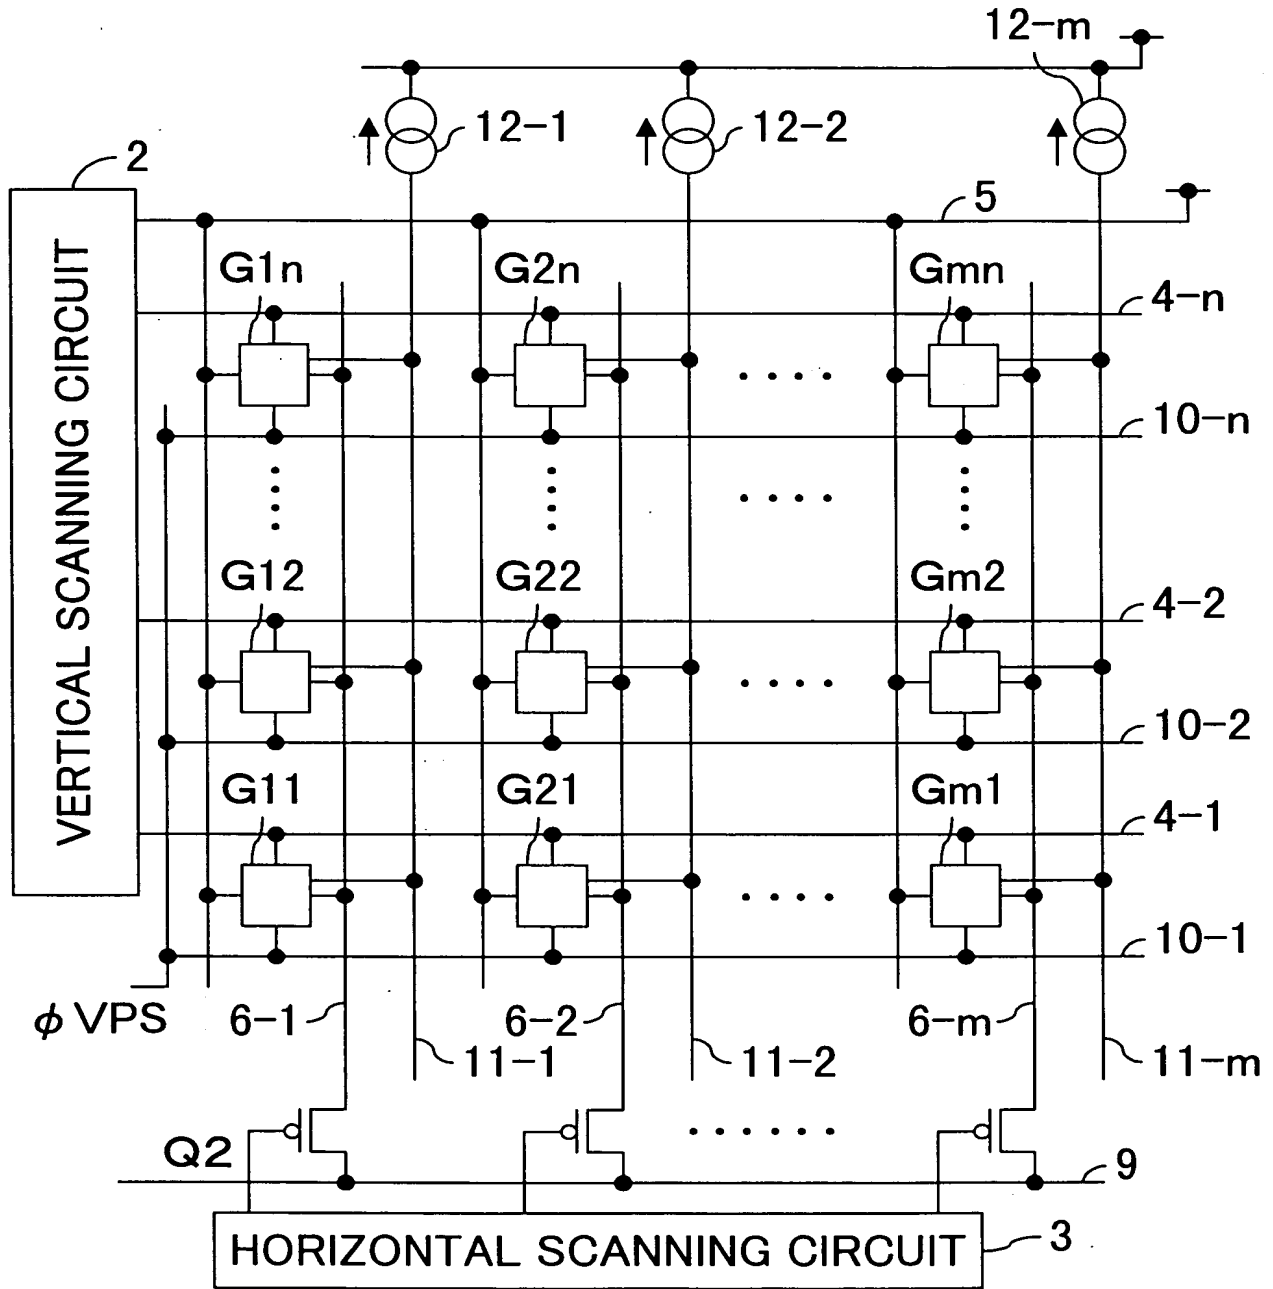 12-m
12-1
12-2
2
5
VERTICAL SCANNING CIRCUIT
G1n
G2n
Gmn
4-n
10-n
G12
G22
Gm2
4-2
10-2
G11
G21
Gm1
4-1
10-1
φVPS
6-1
6-2
6-m
11-1
11-2
11-m
Q2
9
HORIZONTAL SCANNING CIRCUIT
3